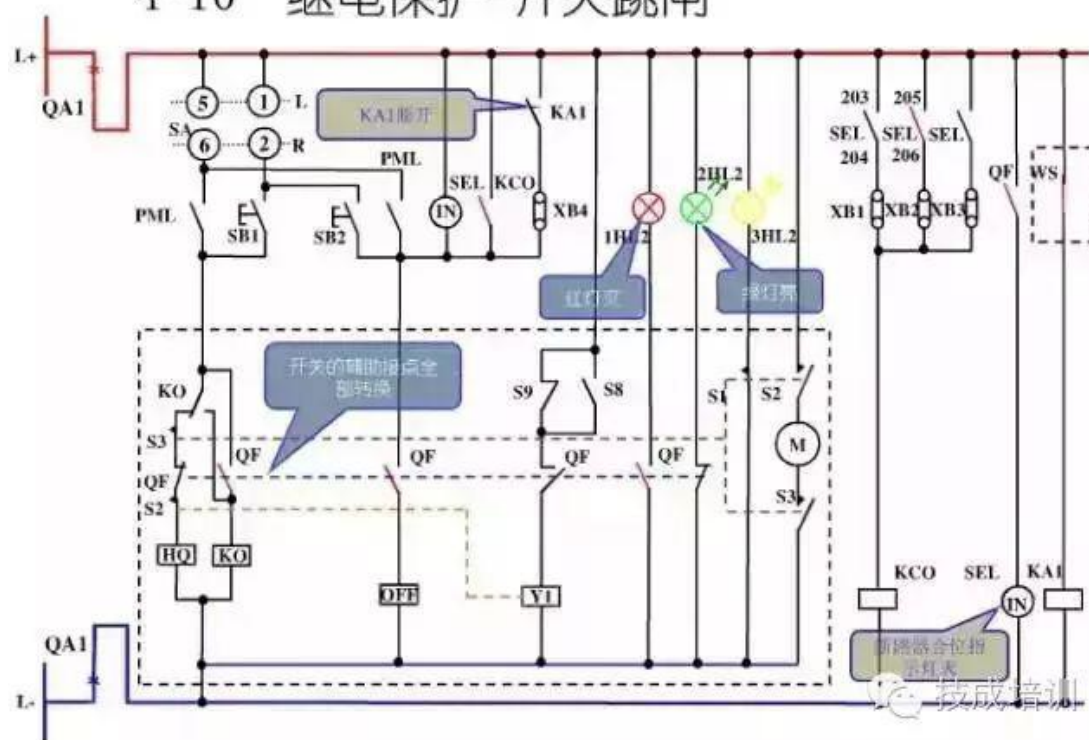 4-10 继电保护 开关跳闸
L+
QA1
5
1
L
SA
6
2
R
KA1断开
KA1
PML
PML
SB1
SB2
IN
SEL
KCO
XB4
1HL2
2HL2
3HL2
红灯灭
绿灯亮
203
205
SEL
SEL
SEL
204
206
XB1
XB2
XB3
QF
WS
开关的辅助接点全
部转换
KO
S3
QF
QF
S2
HQ
KO
QF
OFF
S9
S8
QF
Y1
QF
S1
S2
M
S3
KCO
SEL
KA1
IN
断路器合位指
示灯灭
QA1
L-
技成培训